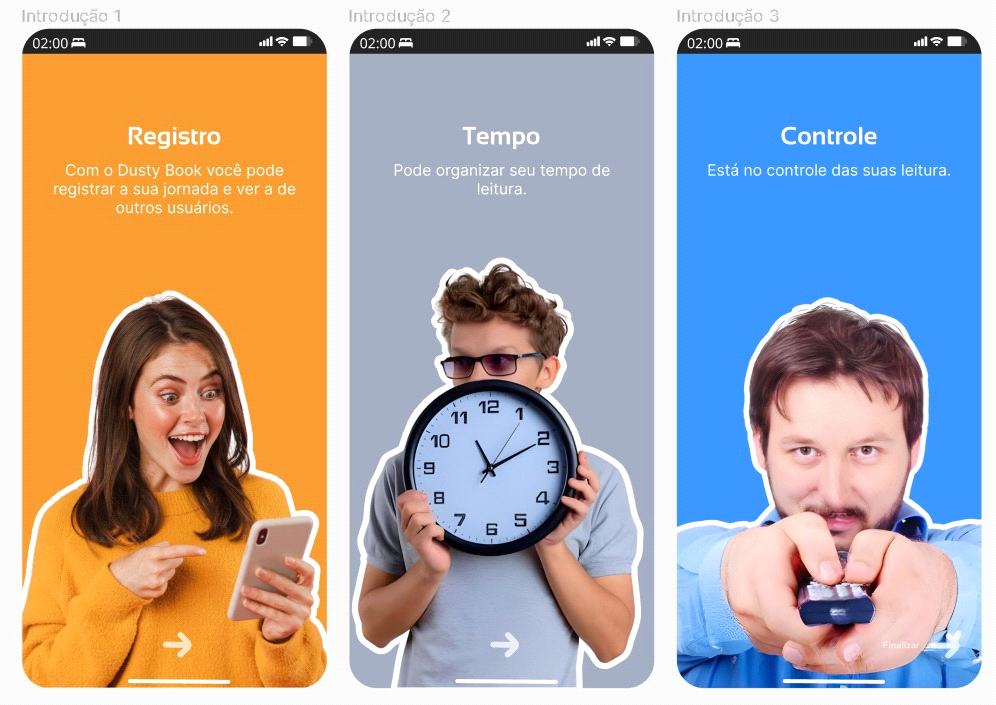 Introdução 1
02:00
Registro
Com o Dusty Book você pode
registrar a sua jornada e ver a de
outros usuários.
Introdução 2
02:00
Tempo
Pode organizar seu tempo de
leitura.
12
1
2
3
4
5
6
7
8
9
10
11
Introdução 3
02:00
Controle
Está no controle das suas leitura.
Finalizar